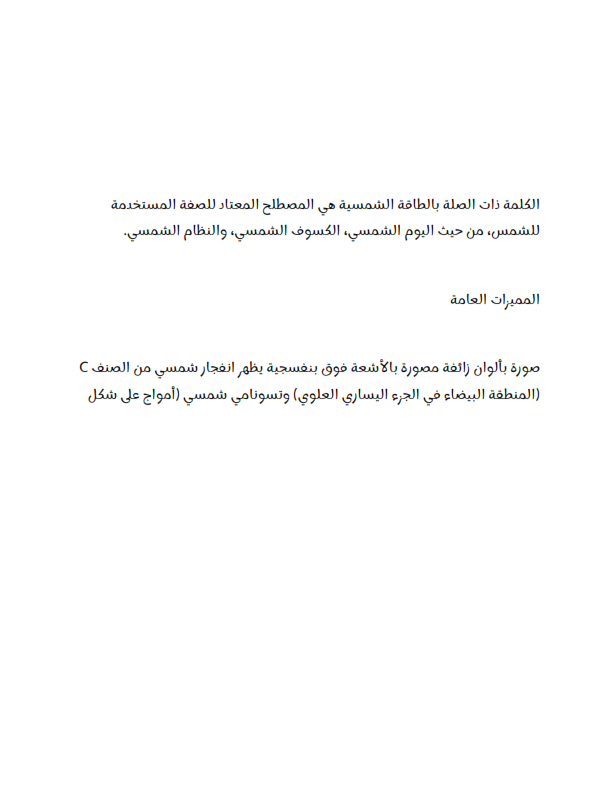 الكلمة ذات الصلة بالطاقة الشمسية هي المصطلح المعتاد للصفة المستخدمة
للشمس، من حيث اليوم الشمسي، الكسوف الشمسي، والنظام الشمسي.
المميزات العامة
صورة بألوان زائفة مصورة بالأشعة فوق بنفسجية يظهر انفجار شمسي من الصنف C
(المنطقة البيضاء في الجزء اليساري العلوي) وتسونامي شمسي (أمواج على شكل